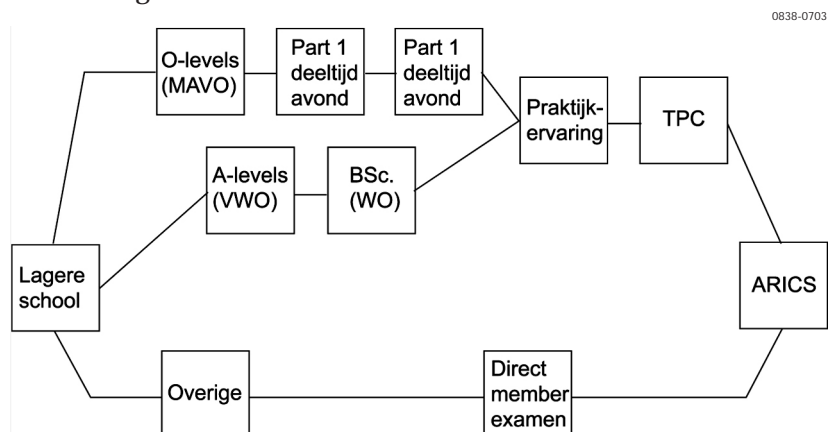 0838-0703
O-levels
(MAVO)
Part 1
deeltijd
avond
Part 1
deeltijd
avond
Praktijk-
ervaring
TPC
A-levels
(VWO)
BSc.
(WO)
Lagere
school
ARICS
Overige
Direct
member
examen